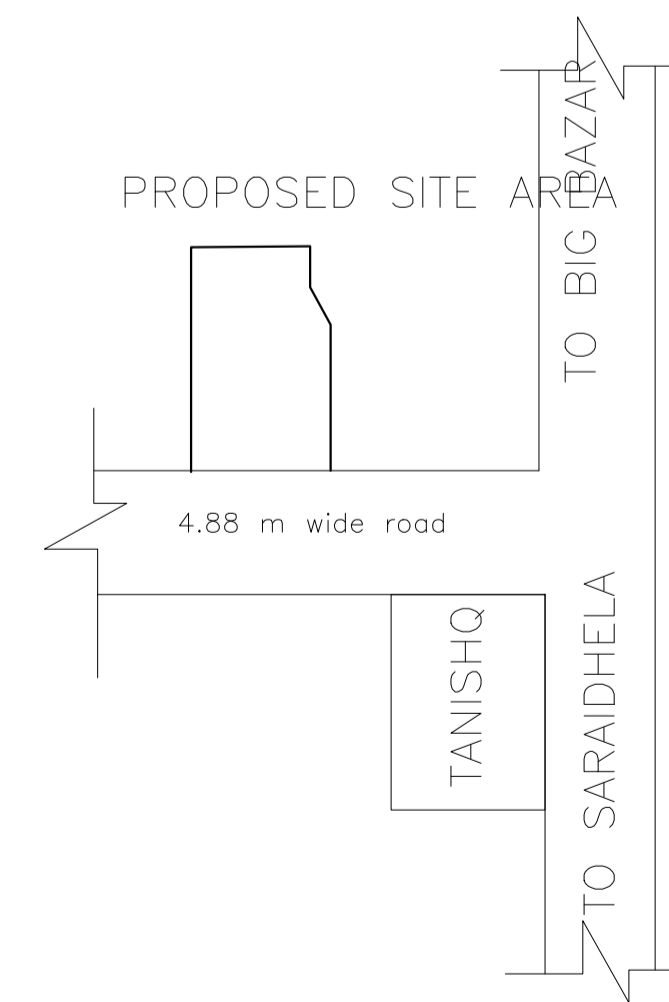 PROPOSED SITE AREA
TO BIG BAZAR
4.88 m wide road
TANISHQ
TO SARAIDHELA